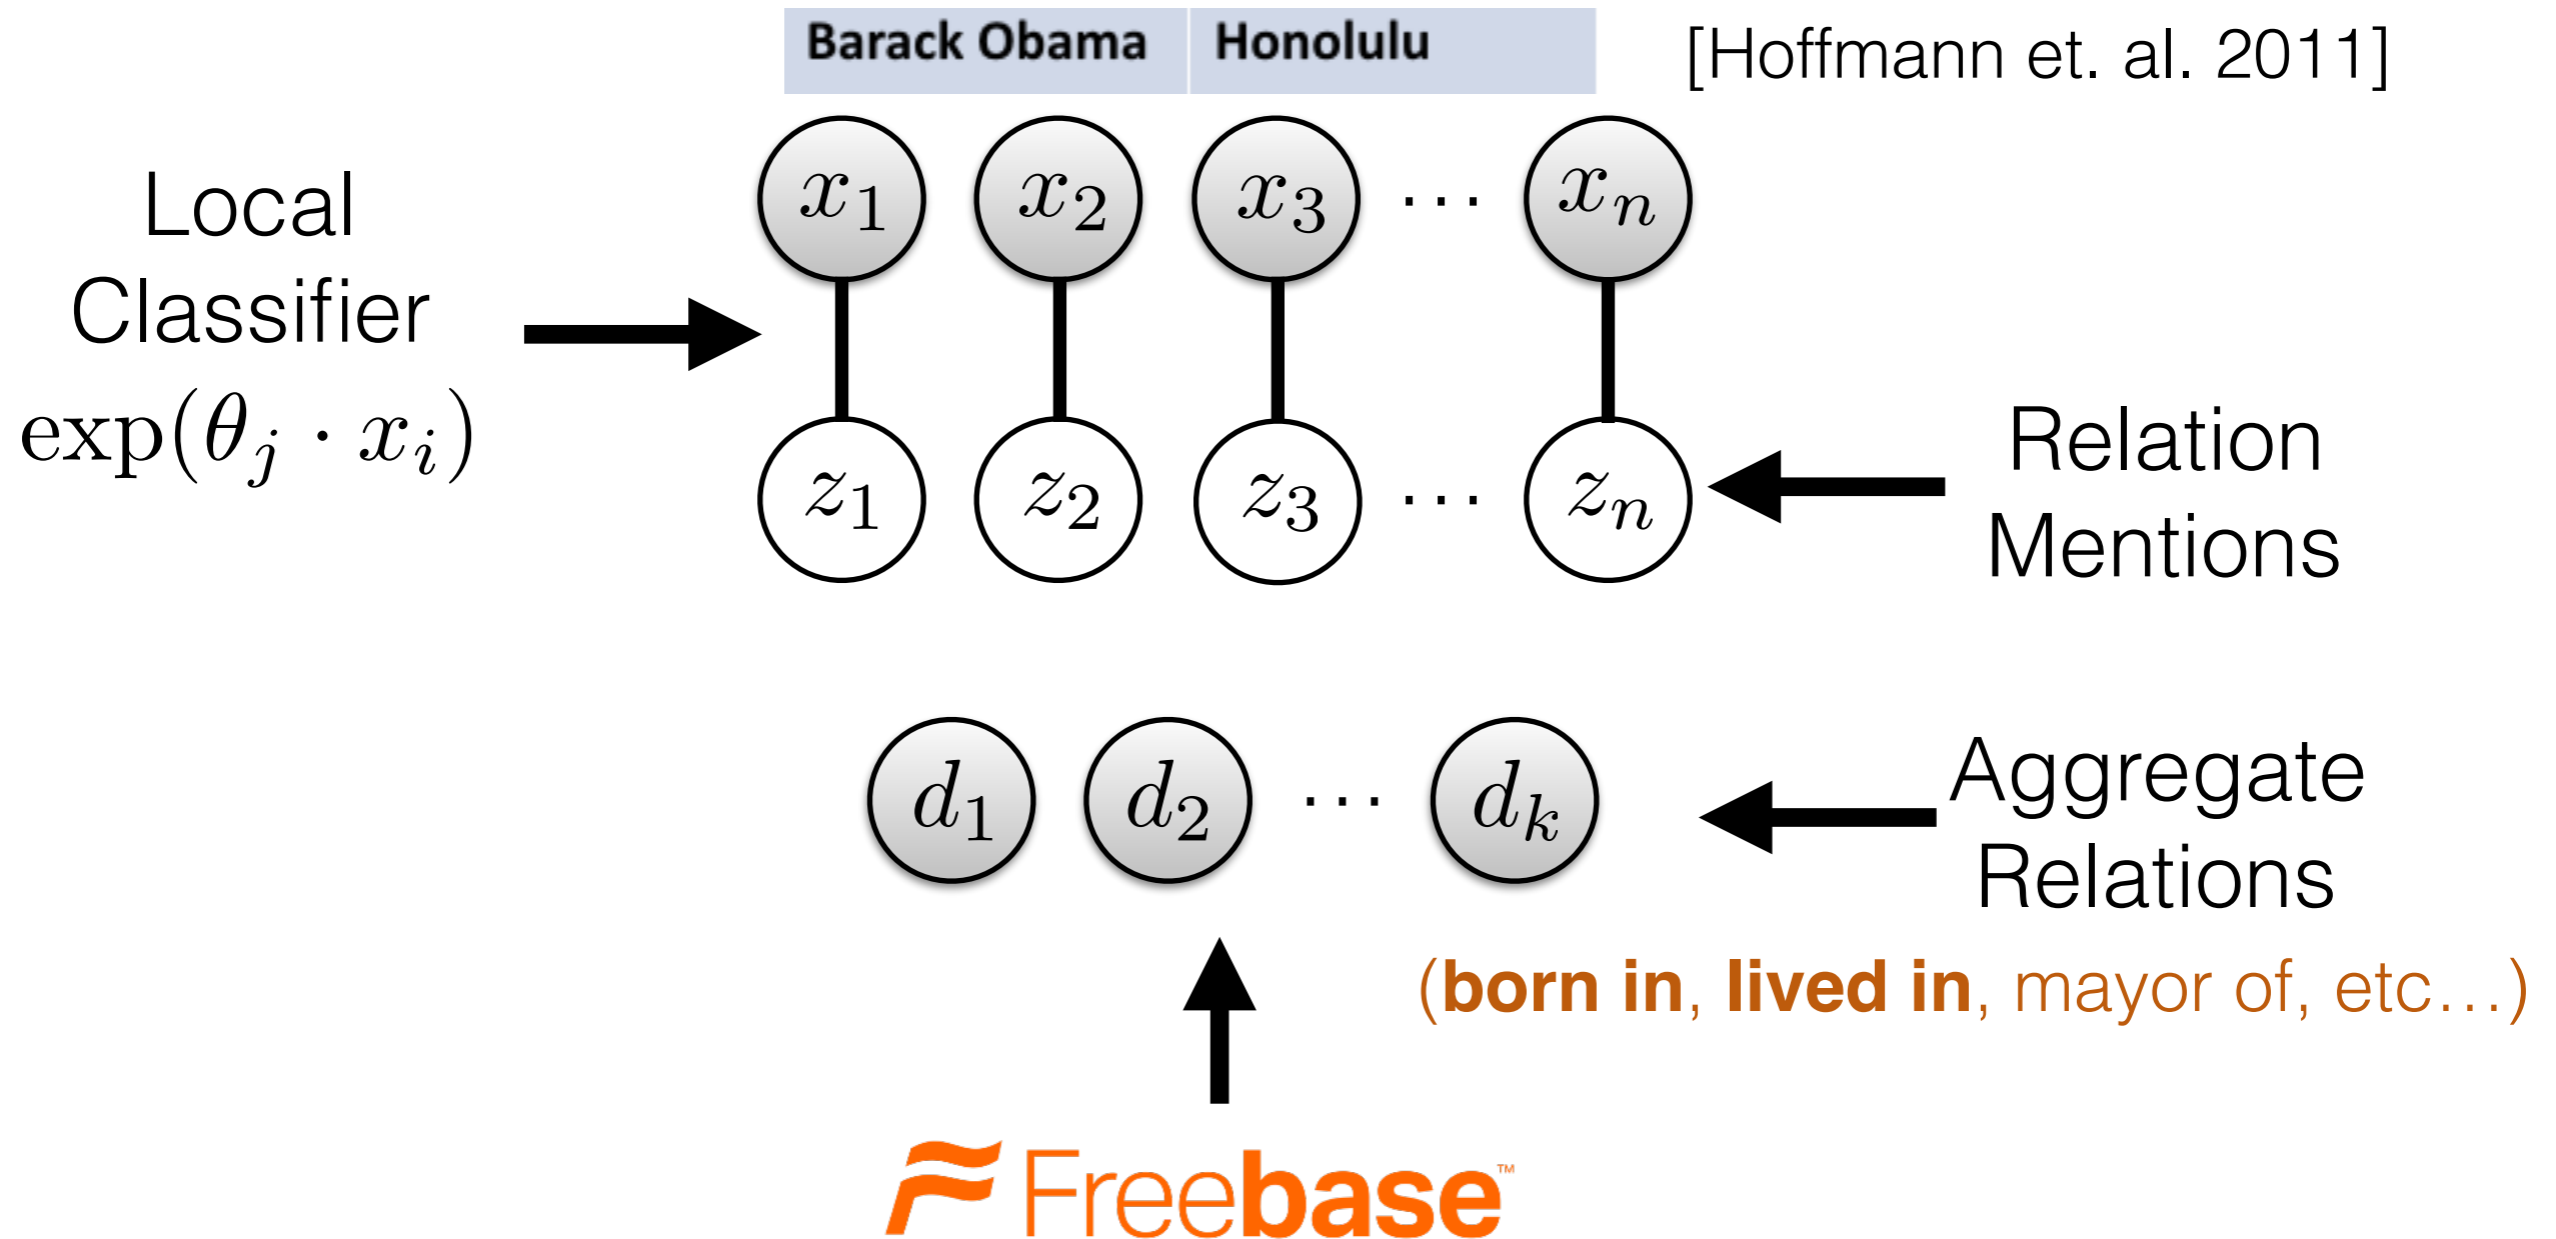 Barack Obama Honolulu
[Hoffmann et. al. 2011]
x₁ x₂ x₃ ··· xₙ
Local
Classifier
exp(θⱼ · xᵢ)
z₁ z₂ z₃ ··· zₙ
Relation
Mentions
d₁ d₂ ··· dₖ
Aggregate
Relations
(born in, lived in, mayor of, etc…)
Freebase™